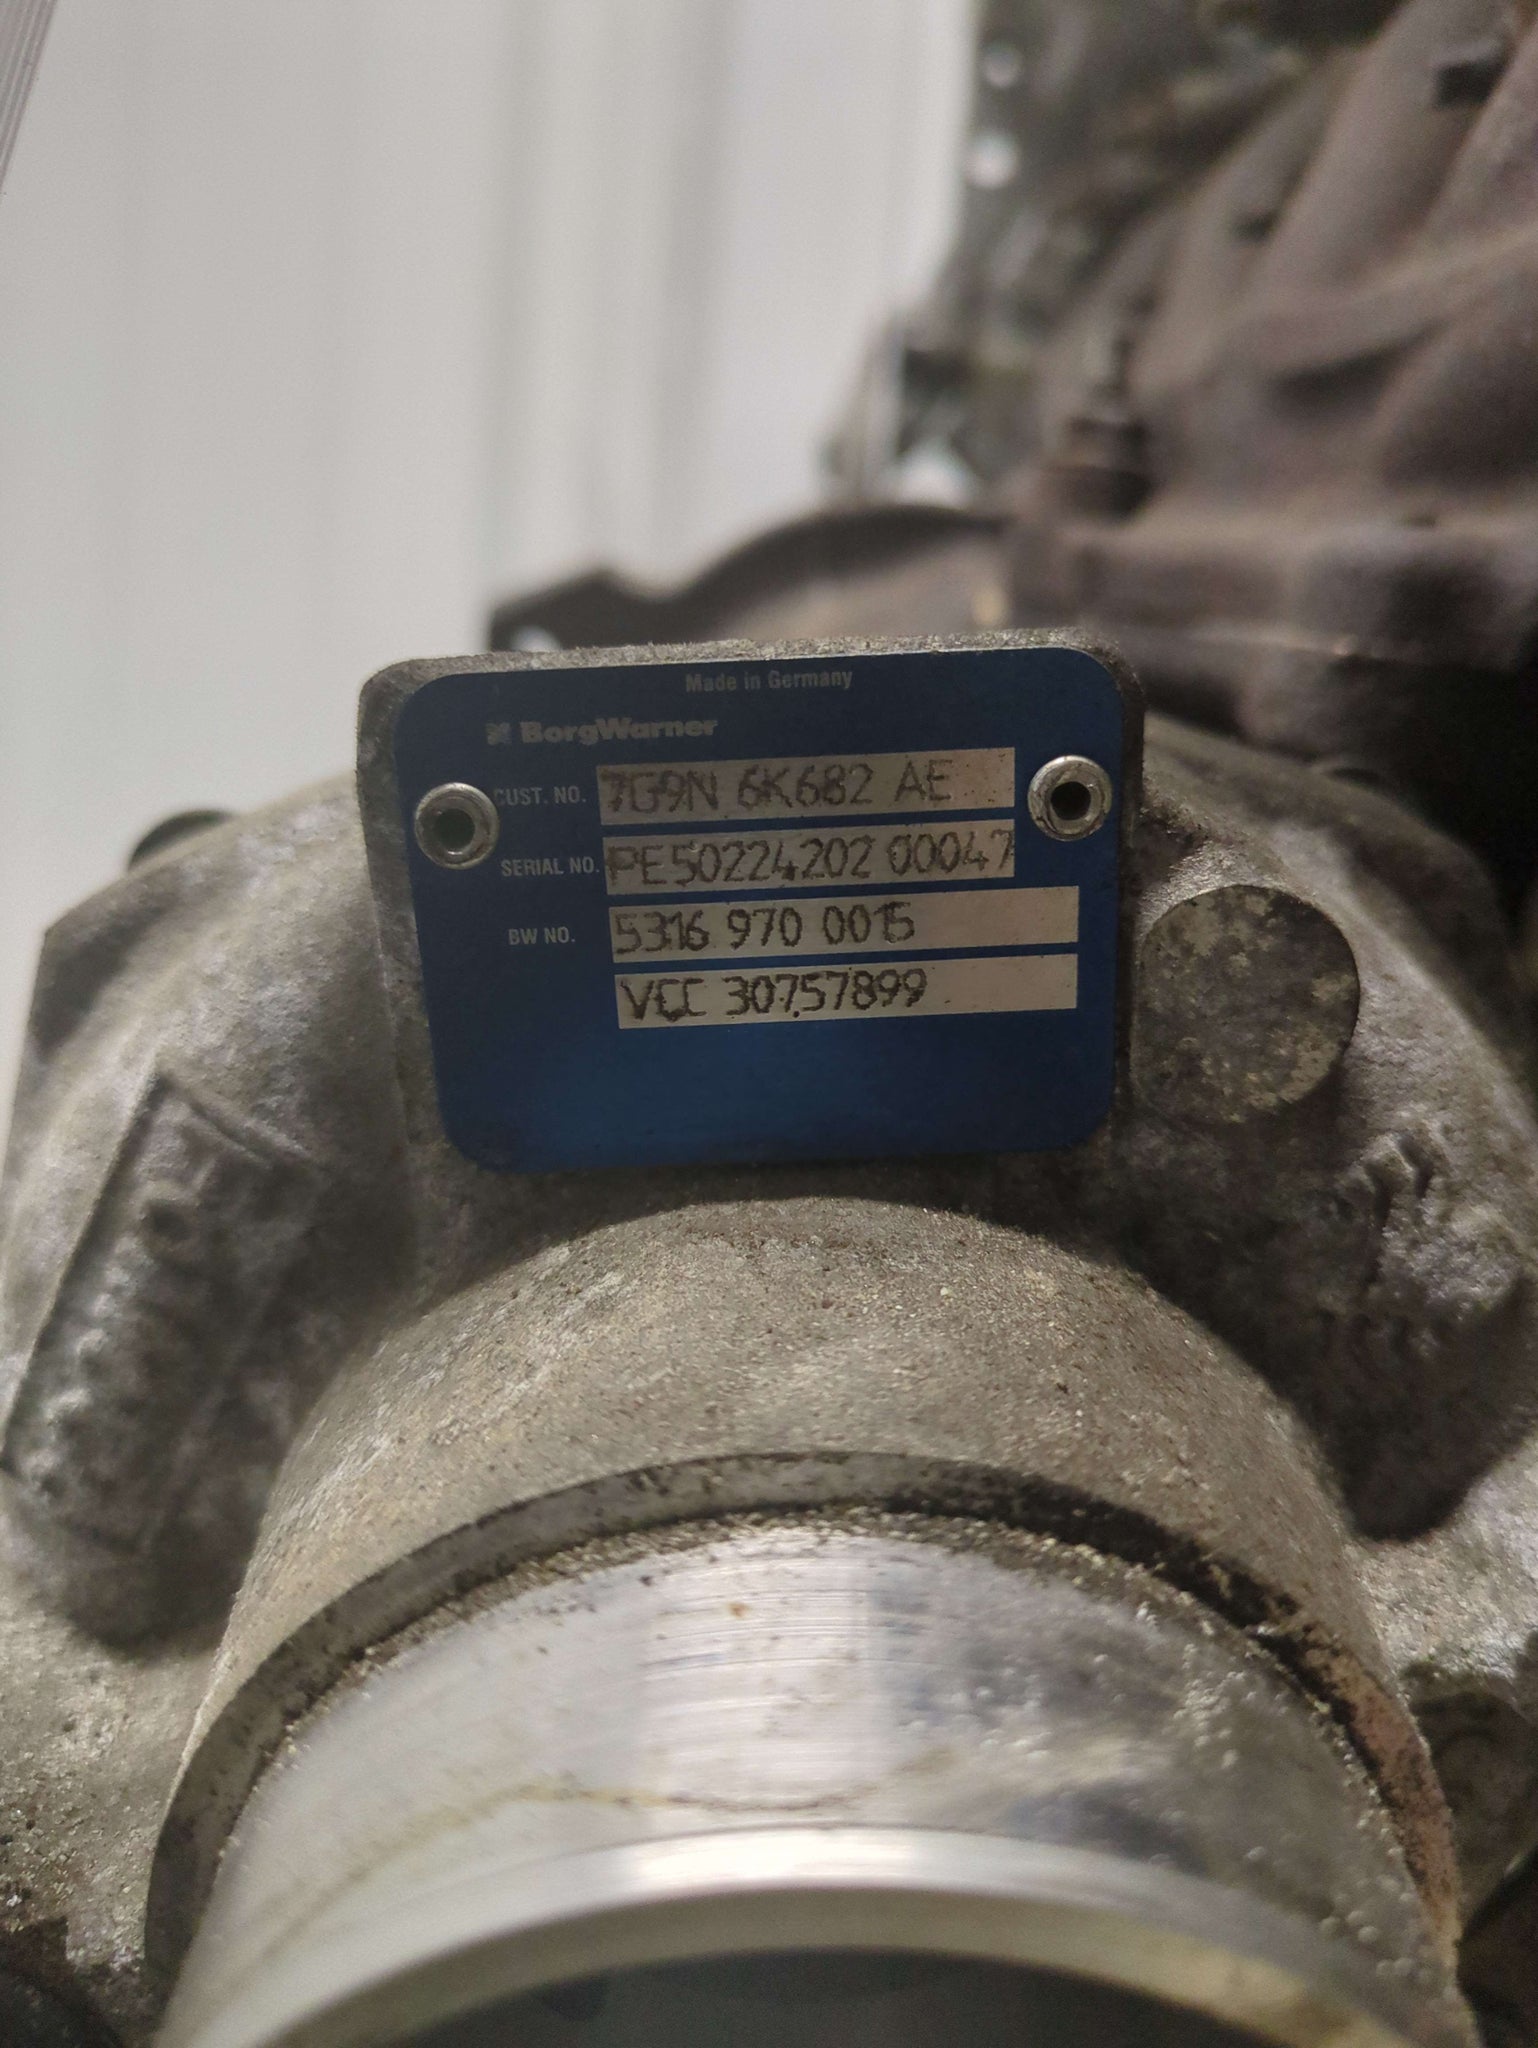 Made in Germany
BorgWarner
CUST. NO. 7G9N 6K682 AE
SERIAL NO. PE50224202 00047
BW NO. 5316 970 0015
VCC 30757899